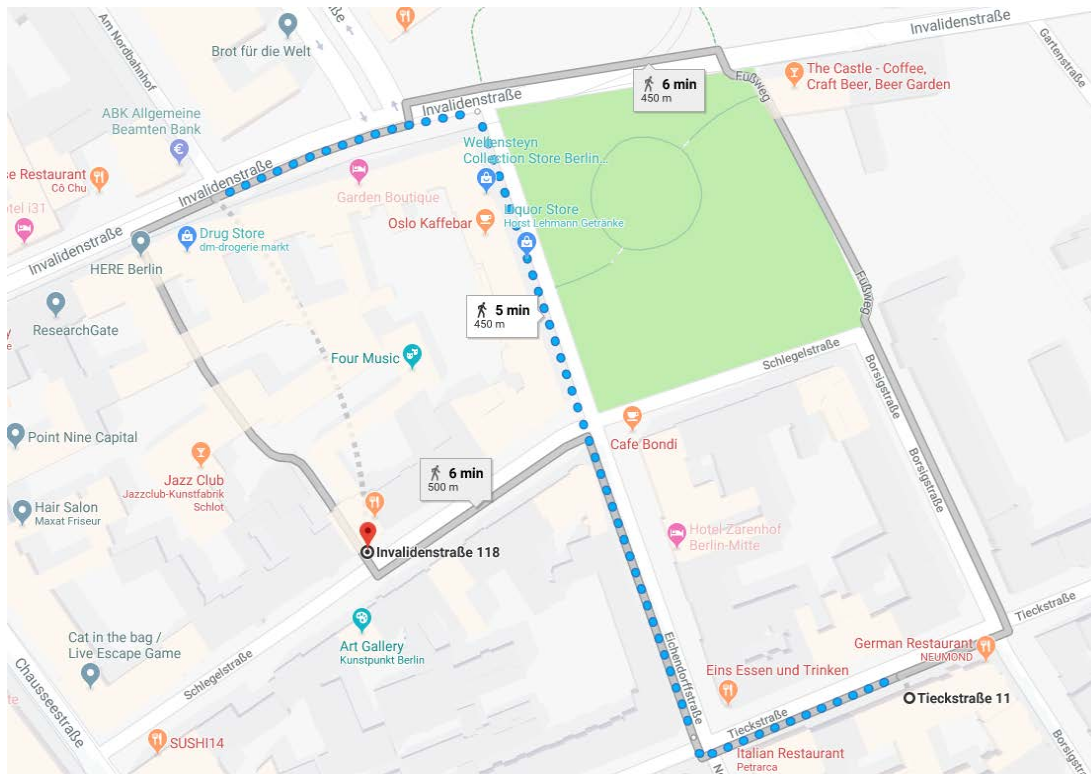 Am Nordbahnhof
Brot für die Welt
Invalidenstraße
Gartenstraße
The Castle - Coffee,
Craft Beer, Beer Garden
6 min
450 m
Fußweg
ABK Allgemeine
Beamten Bank
Invalidenstraße
Wellensteyn
Collection Store Berlin...
se Restaurant
Cô Chu
Invalidenstraße
Garden Boutique
otel i31
Liquor Store
Horst Lehmann Getränke
Oslo Kaffebar
Drug Store
dm-drogerie markt
Invalidenstraße
HERE Berlin
Fußweg
ResearchGate
5 min
450 m
Four Music
Schlegelstraße
Borsigstraße
Point Nine Capital
Cafe Bondi
Jazz Club
Jazzclub-Kunstfabrik
Schlot
6 min
500 m
Borsigstraße
Hair Salon
Maxat Friseur
Hotel Zarenhof
Berlin-Mitte
Invalidenstraße 118
Tieckstraße
Art Gallery
Kunstpunkt Berlin
Cat in the bag /
Live Escape Game
Schlegelstraße
Eichendorffstraße
German Restaurant
NEUMOND
Eins Essen und Trinken
Tieckstraße 11
Chausseestraße
Tieckstraße
SUSHI14
Italian Restaurant
Petrarca